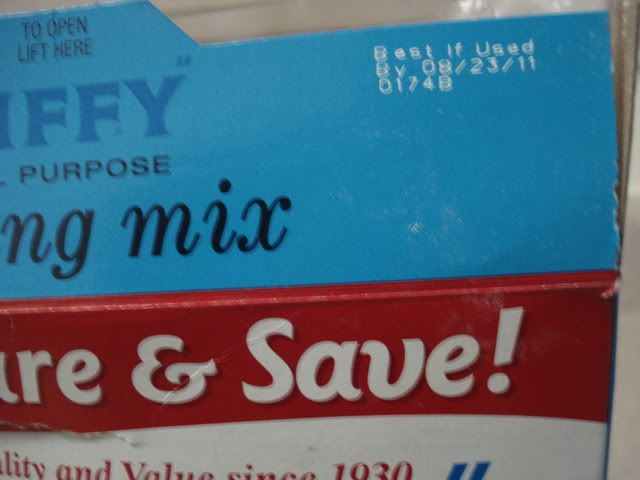 TO OPEN
LIFT HERE
Best If Used
By 08/23/11
0174B
IFFY"
PURPOSE
ng mix
are & Save!
ality and Value since 1930